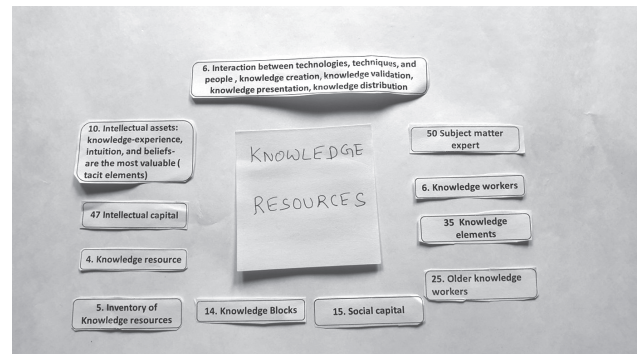 6. Interaction between technologies, techniques, and
people , knowledge creation, knowledge validation,
knowledge presentation, knowledge distribution
10. Intellectual assets:
knowledge-experience,
intuition, and beliefs-
are the most valuable (
tacit elements)
47 Intellectual capital
4. Knowledge resource
5. Inventory of
Knowledge resources
KNOWLEDGE
RESOURCES
14. Knowledge Blocks
15. Social capital
50 Subject matter
expert
6. Knowledge workers
35 Knowledge
elements
25. Older knowledge
workers